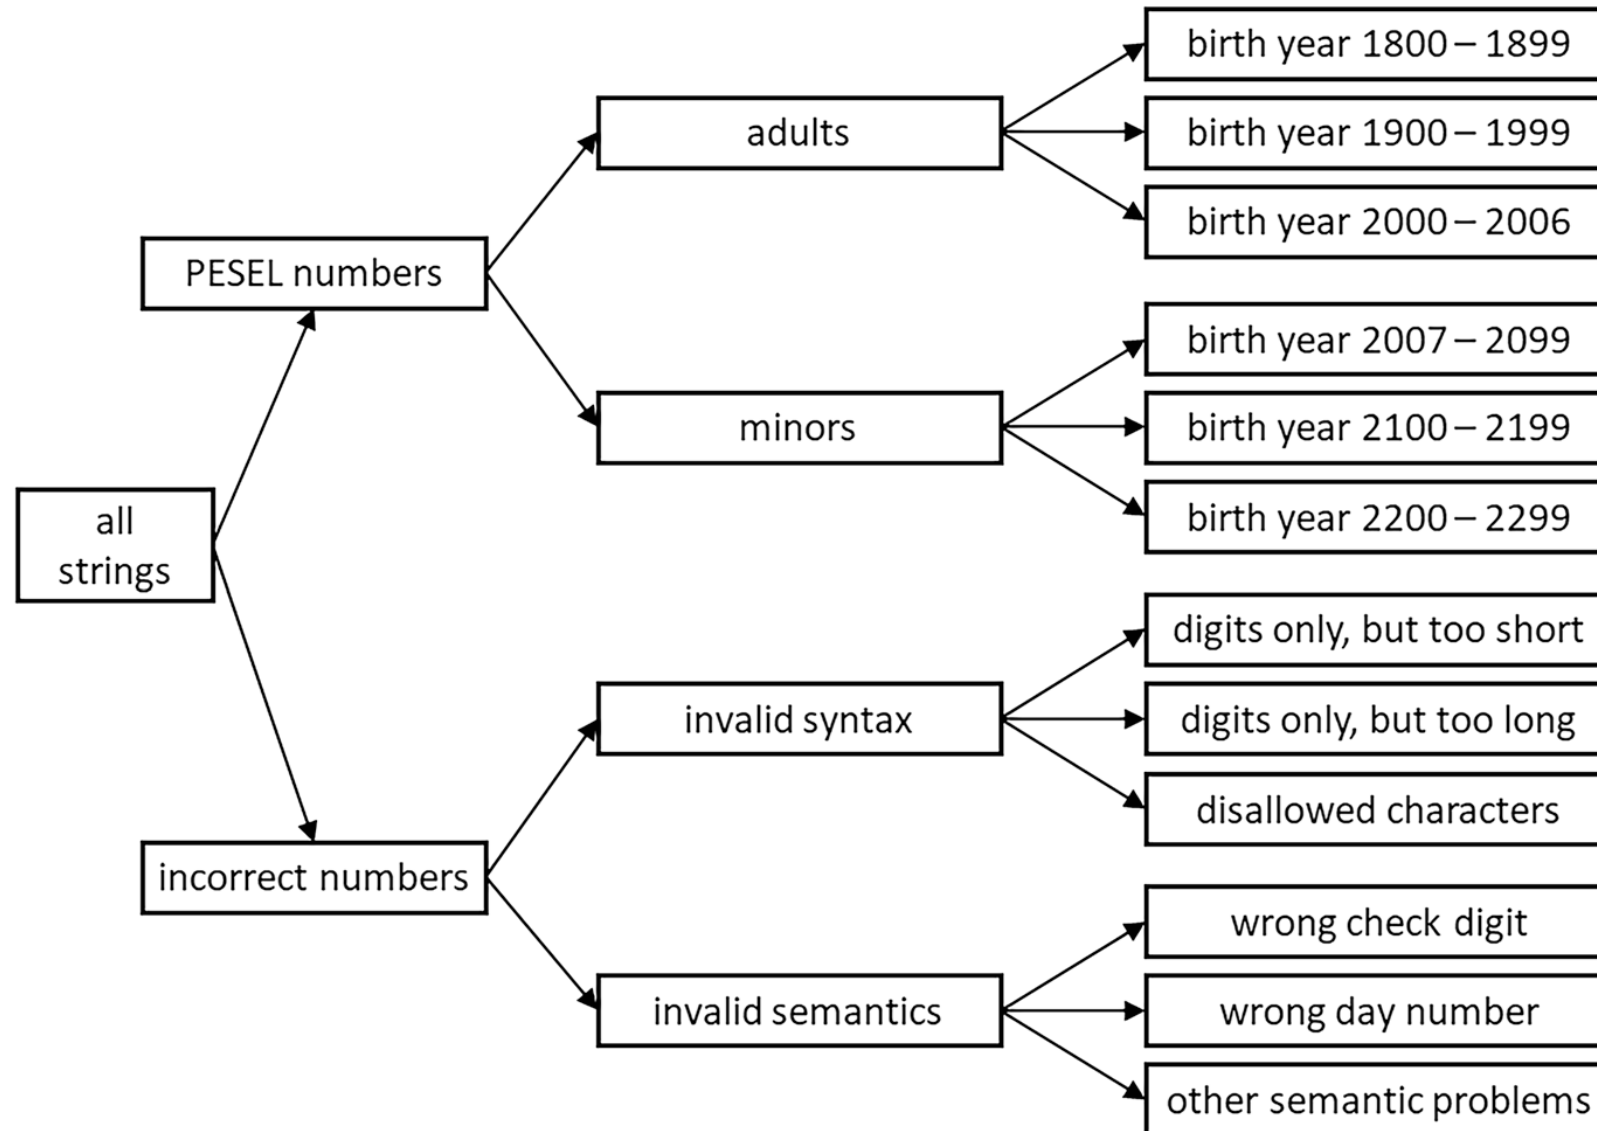 birth year 1800 – 1899
adults
birth year 1900 – 1999
birth year 2000 – 2006
PESEL numbers
birth year 2007 – 2099
minors
birth year 2100 – 2199
birth year 2200 – 2299
all
strings
digits only, but too short
invalid syntax
digits only, but too long
disallowed characters
incorrect numbers
wrong check digit
invalid semantics
wrong day number
other semantic problems